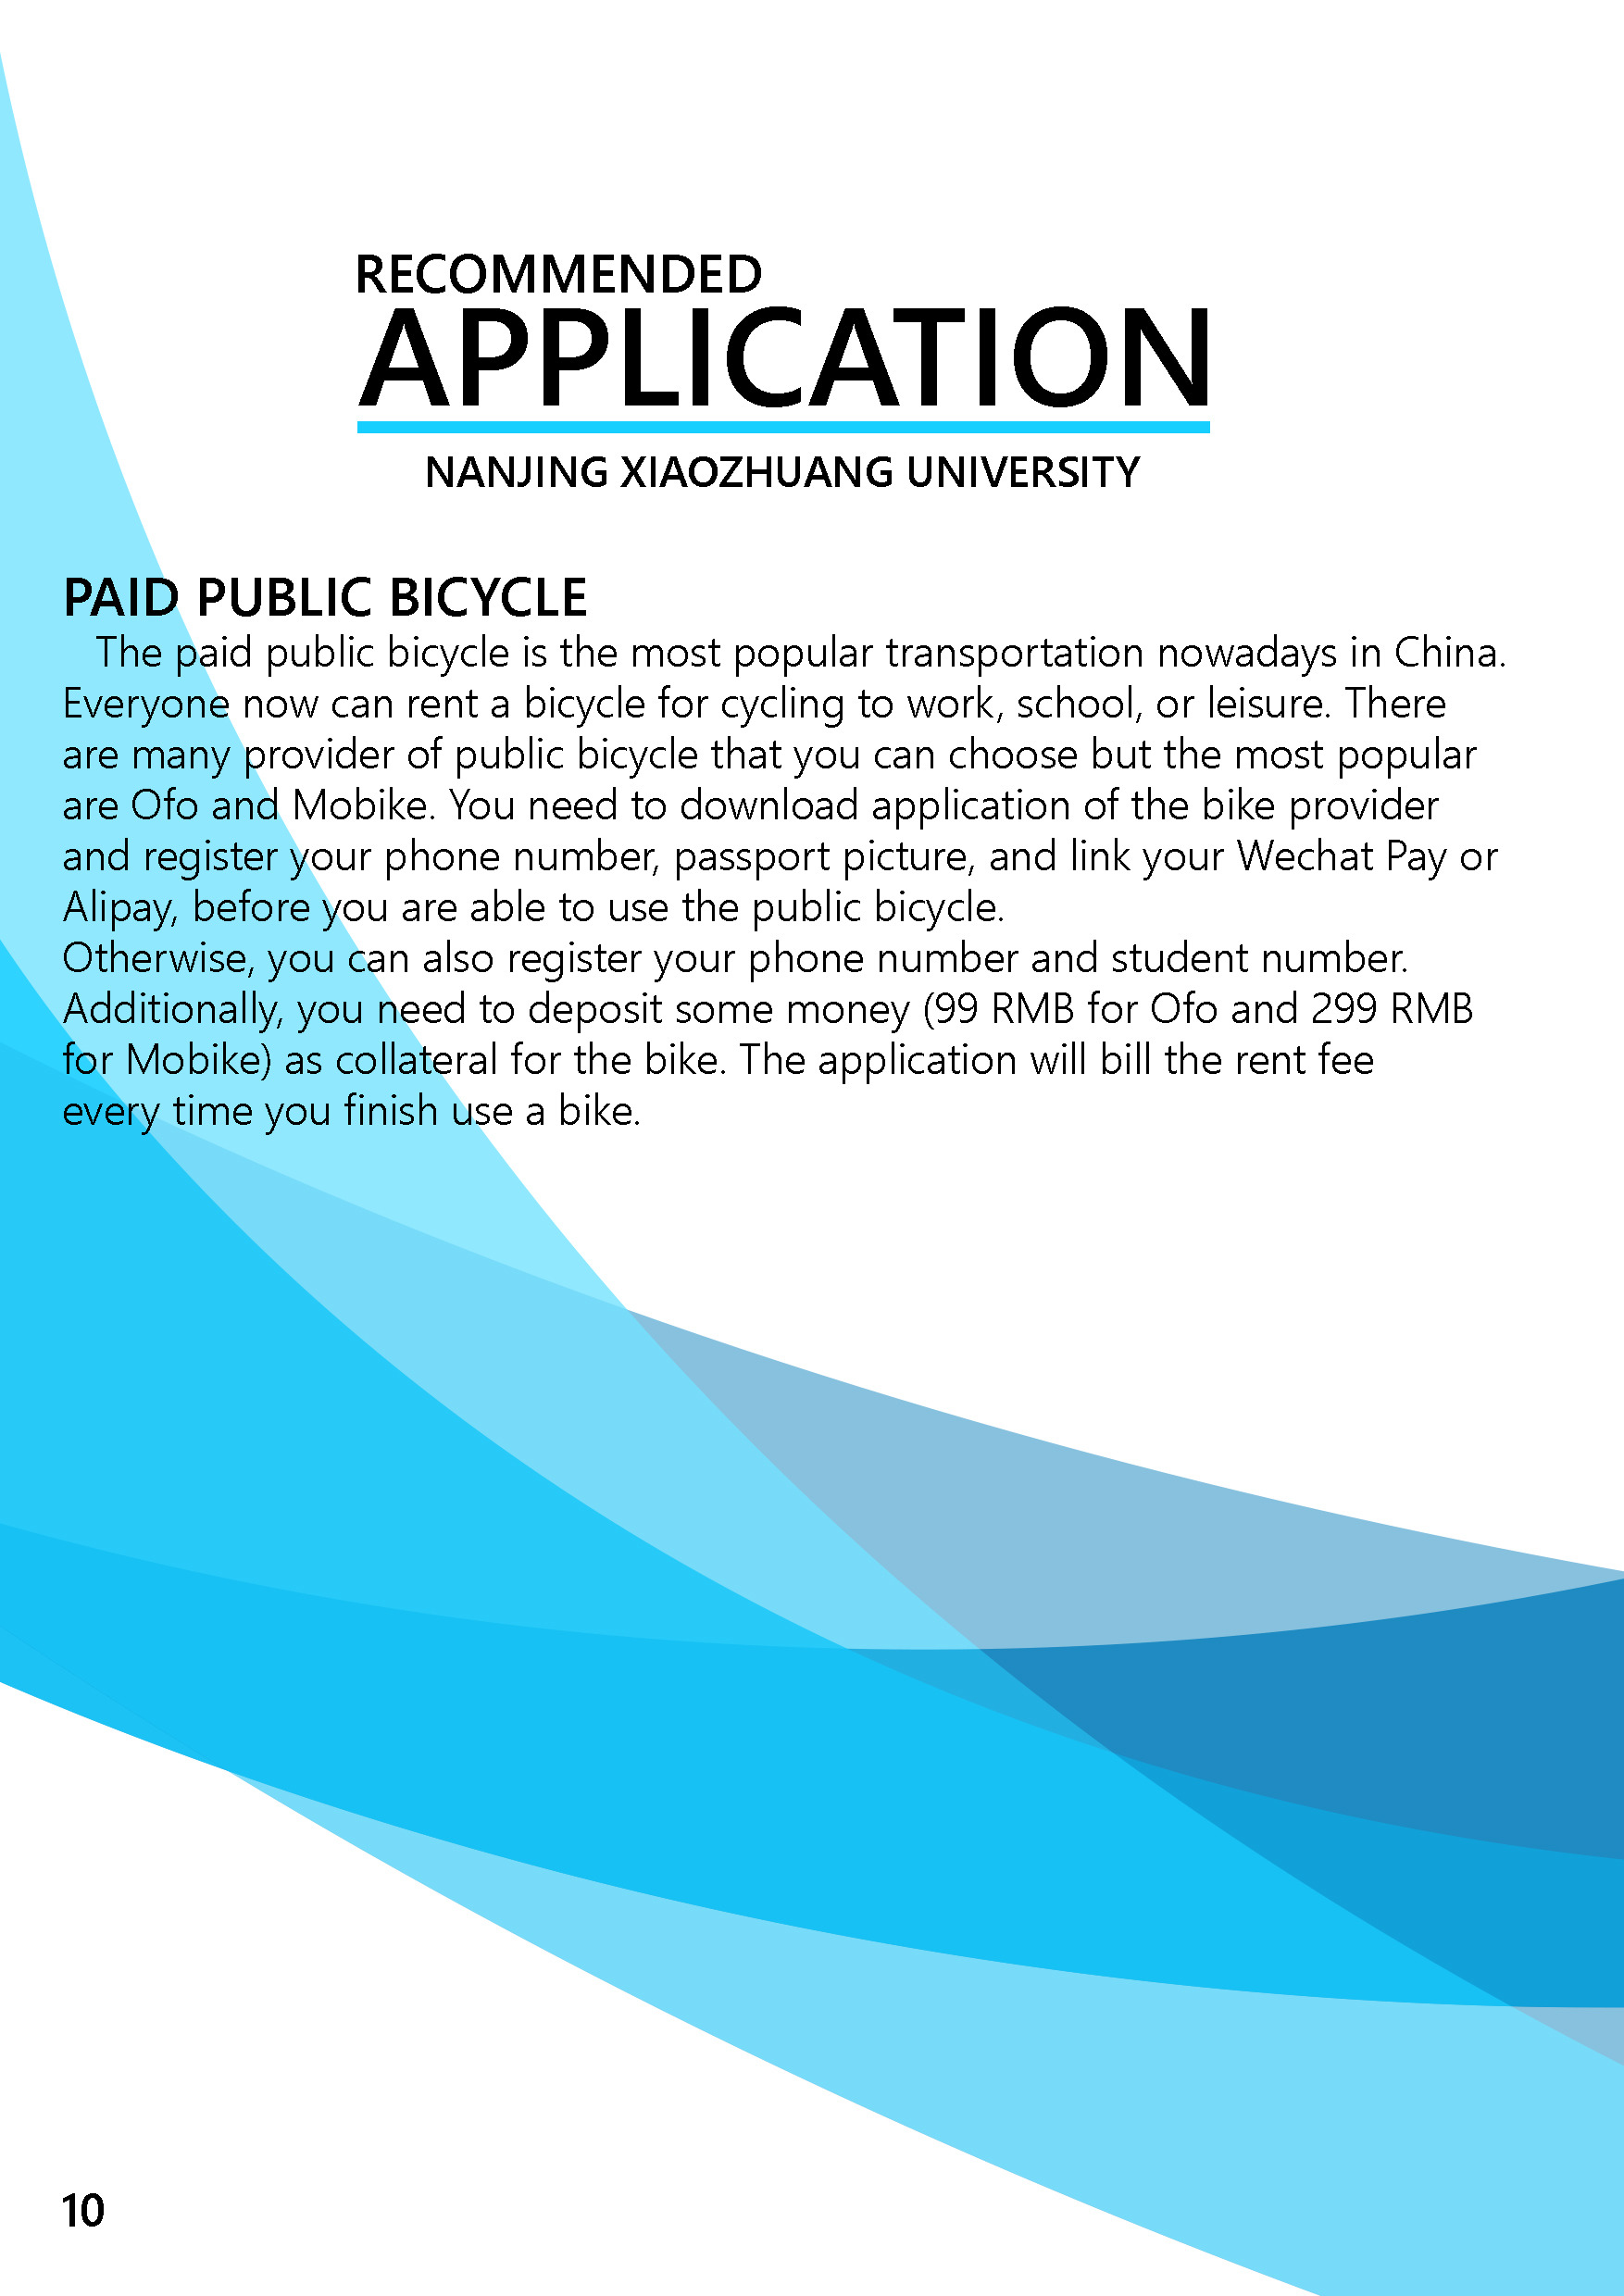 RECOMMENDED
APPLICATION
NANJING XIAOZHUANG UNIVERSITY
PAID PUBLIC BICYCLE
The paid public bicycle is the most popular transportation nowadays in China.
Everyone now can rent a bicycle for cycling to work, school, or leisure. There
are many provider of public bicycle that you can choose but the most popular
are Ofo and Mobike. You need to download application of the bike provider
and register your phone number, passport picture, and link your Wechat Pay or
Alipay, before you are able to use the public bicycle.
Otherwise, you can also register your phone number and student number.
Additionally, you need to deposit some money (99 RMB for Ofo and 299 RMB
for Mobike) as collateral for the bike. The application will bill the rent fee
every time you finish use a bike.
10